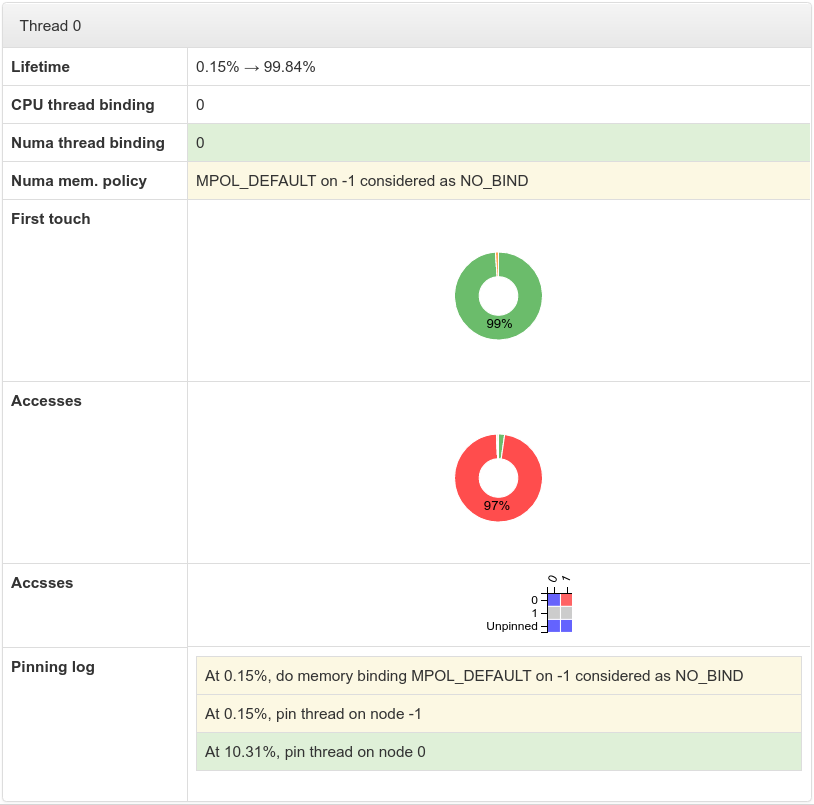 Thread 0
Lifetime
0.15% → 99.84%
CPU thread binding
0
Numa thread binding
0
Numa mem. policy
MPOL_DEFAULT on -1 considered as NO_BIND
First touch
99%
Accesses
97%
Accsses
0 1
0
1
Unpinned
Pinning log
At 0.15%, do memory binding MPOL_DEFAULT on -1 considered as NO_BIND
At 0.15%, pin thread on node -1
At 10.31%, pin thread on node 0